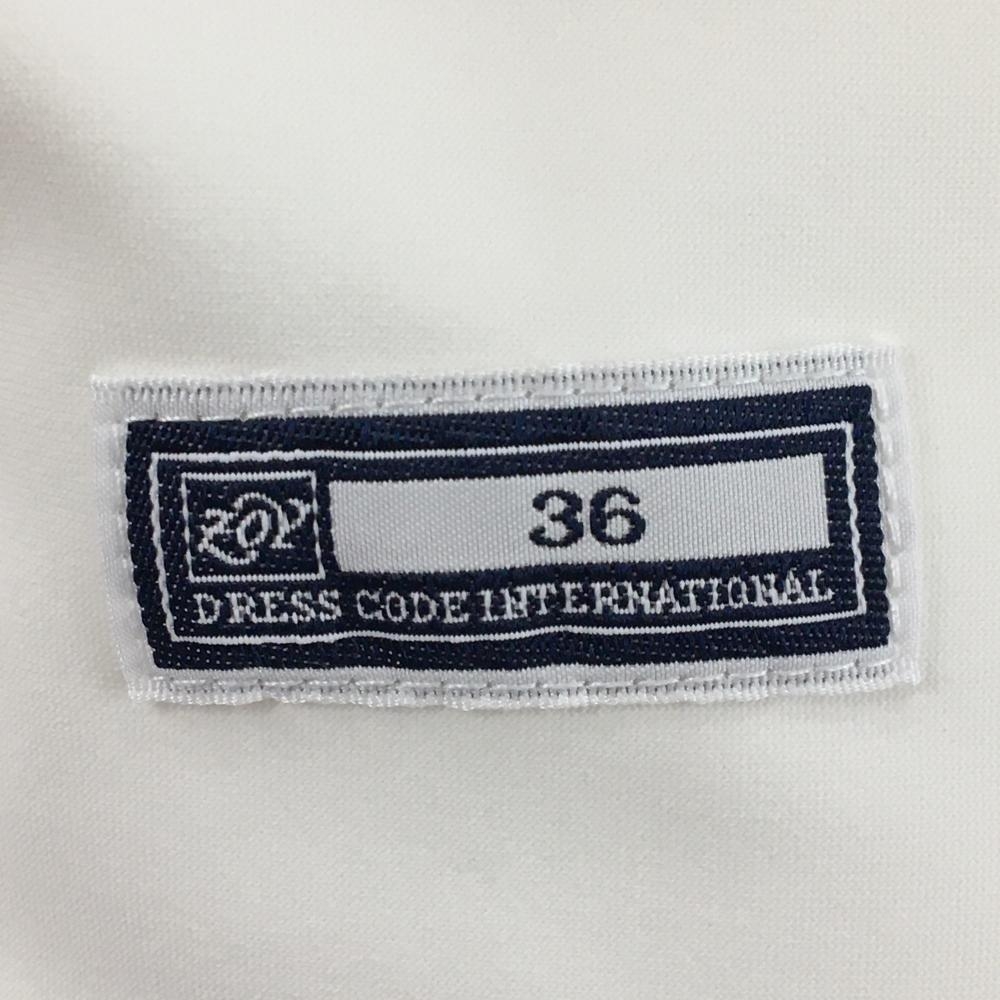 36
DRESS CODE INTERNATIONAL